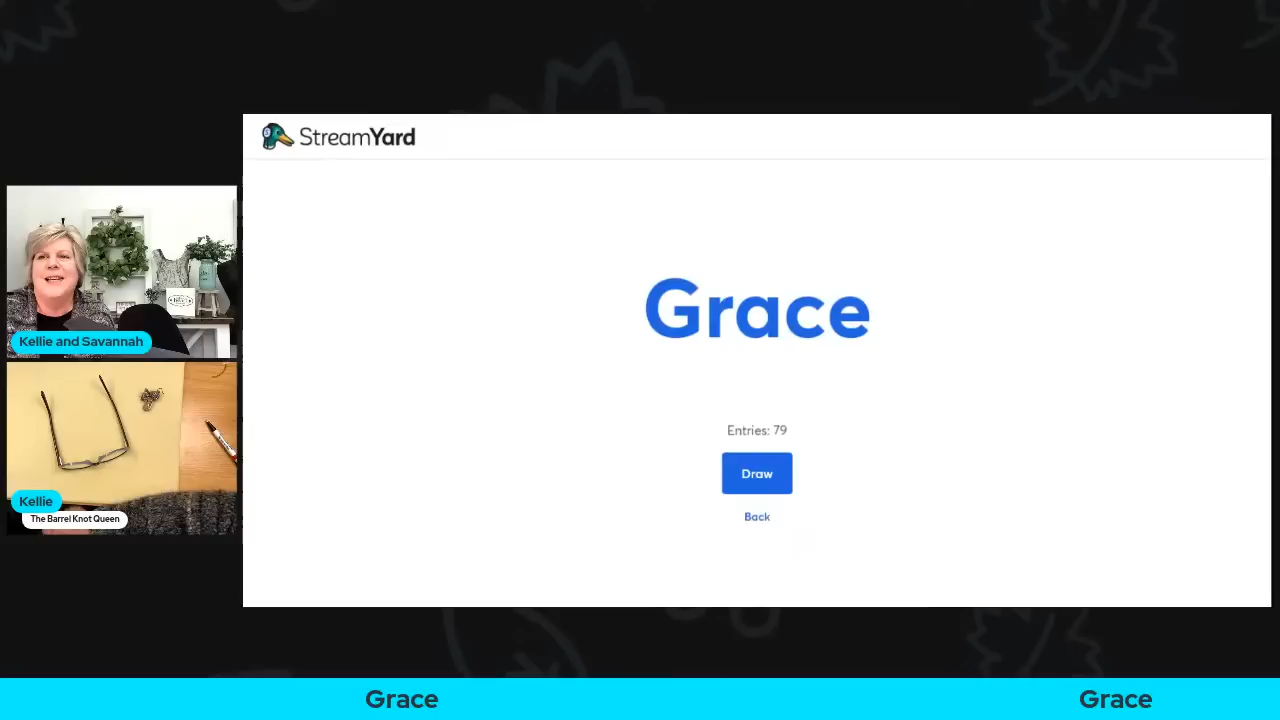 StreamYard
Grace
Entries: 79
Draw
Back
Kellie and Savannah
Kellie
The Barrel Knot Queen
Grace
Grace